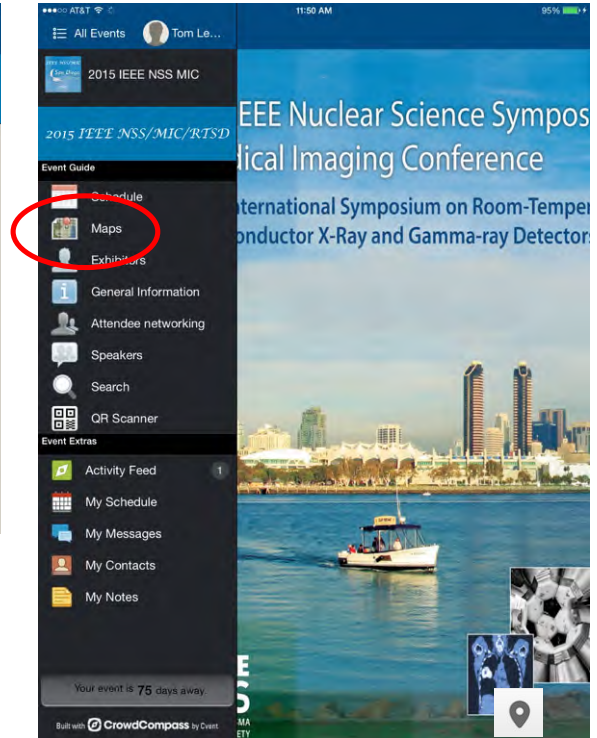 AT&T 11:50 AM 95%
All Events Tom Le...
2015 IEEE NSS MIC
2015 IEEE NSS/MIC/RTSD
EEE Nuclear Science Sympos
dical Imaging Conference
nternational Symposium on Room-Temper
onductor X-Ray and Gamma-ray Detectors
Event Guide
Schedule
Maps
Exhibitors
General Information
Attendee networking
Speakers
Search
QR Scanner
Event Extras
Activity Feed 1
My Schedule
My Messages
My Contacts
My Notes
Your event is 75 days away
Built with CrowdCompass by Cvent
E
S
MA
ETY